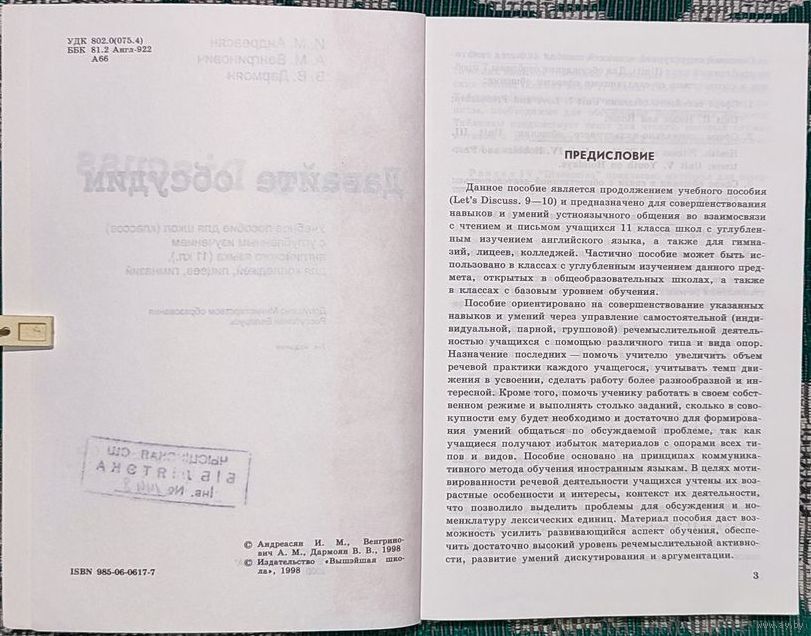 УДК 802.0(075.4)
ББК 81.2 Англ-922
А66
© Андреасян И. М., Венгрино-
вич А. М., Дармоян В. В., 1998
© Издательство «Вышэйшая шко-
ла», 1998
ISBN 985-06-0617-7
ПРЕДИСЛОВИЕ
Данное пособие является продолжением учебного пособия
(Let's Discuss. 9—10) и предназначено для совершенствования
навыков и умений устноязычного общения во взаимосвязи
с чтением и письмом учащихся 11 класса школ с углублен-
ным изучением английского языка, а также для гимна-
зий, лицеев, колледжей. Частично пособие может быть ис-
пользовано в классах с углубленным изучением данного пред-
мета, открытых в общеобразовательных школах, а также
в классах с базовым уровнем обучения.
Пособие ориентировано на совершенствование указанных
навыков и умений через управление самостоятельной (инди-
видуальной, парной, групповой) речемыслительной деятель-
ностью учащихся с помощью различного типа и вида опор.
Назначение последних — помочь учителю увеличить объем
речевой практики каждого учащегося, учитывать темп дви-
жения в усвоении, сделать работу более разнообразной и ин-
тересной. Кроме того, помочь ученику работать в своем собст-
венном режиме и выполнять столько заданий, сколько в сово-
купности ему будет необходимо и достаточно для формирова-
ния умений общаться по обсуждаемой проблеме, так как
учащиеся получают избыток материалов с опорами всех ти-
пов и видов. Пособие основано на принципах коммуника-
тивного метода обучения иностранным языкам. В целях моти-
вированности речевой деятельности учащихся учтены их воз-
растные особенности и интересы, контекст их деятельности,
что позволило выделить проблемы для обсуждения и но-
менклатуру лексических единиц. Материал пособия даст воз-
можность усилить развивающийся аспект обучения, обеспе-
чить достаточно высокий уровень речемыслительной активно-
сти, развитие умений дискутирования и аргументации.
3